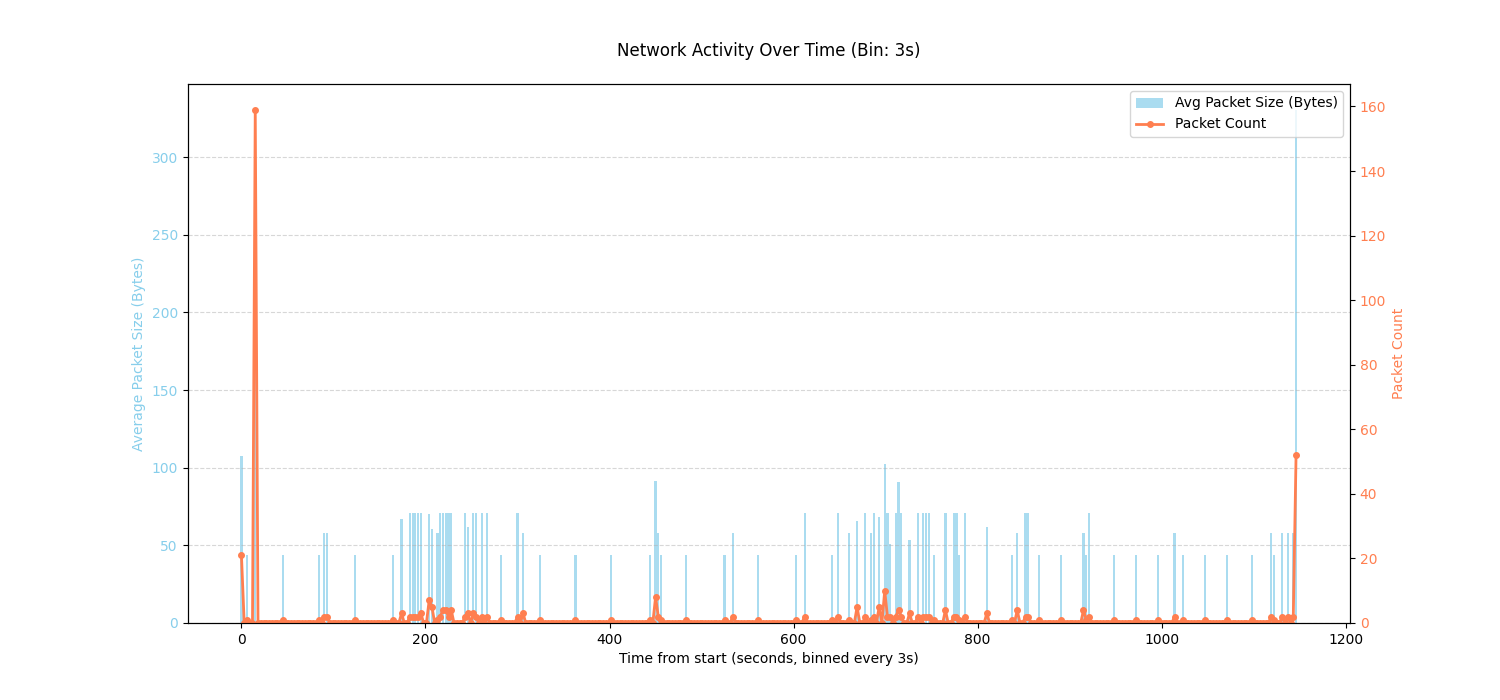 Network Activity Over Time (Bin: 3s)
Avg Packet Size (Bytes)
Packet Count
Average Packet Size (Bytes)
300
250
200
150
100
50
0
160
140
120
100
80
60
40
20
0
Packet Count
0 200 400 600 800 1000 1200
Time from start (seconds, binned every 3s)